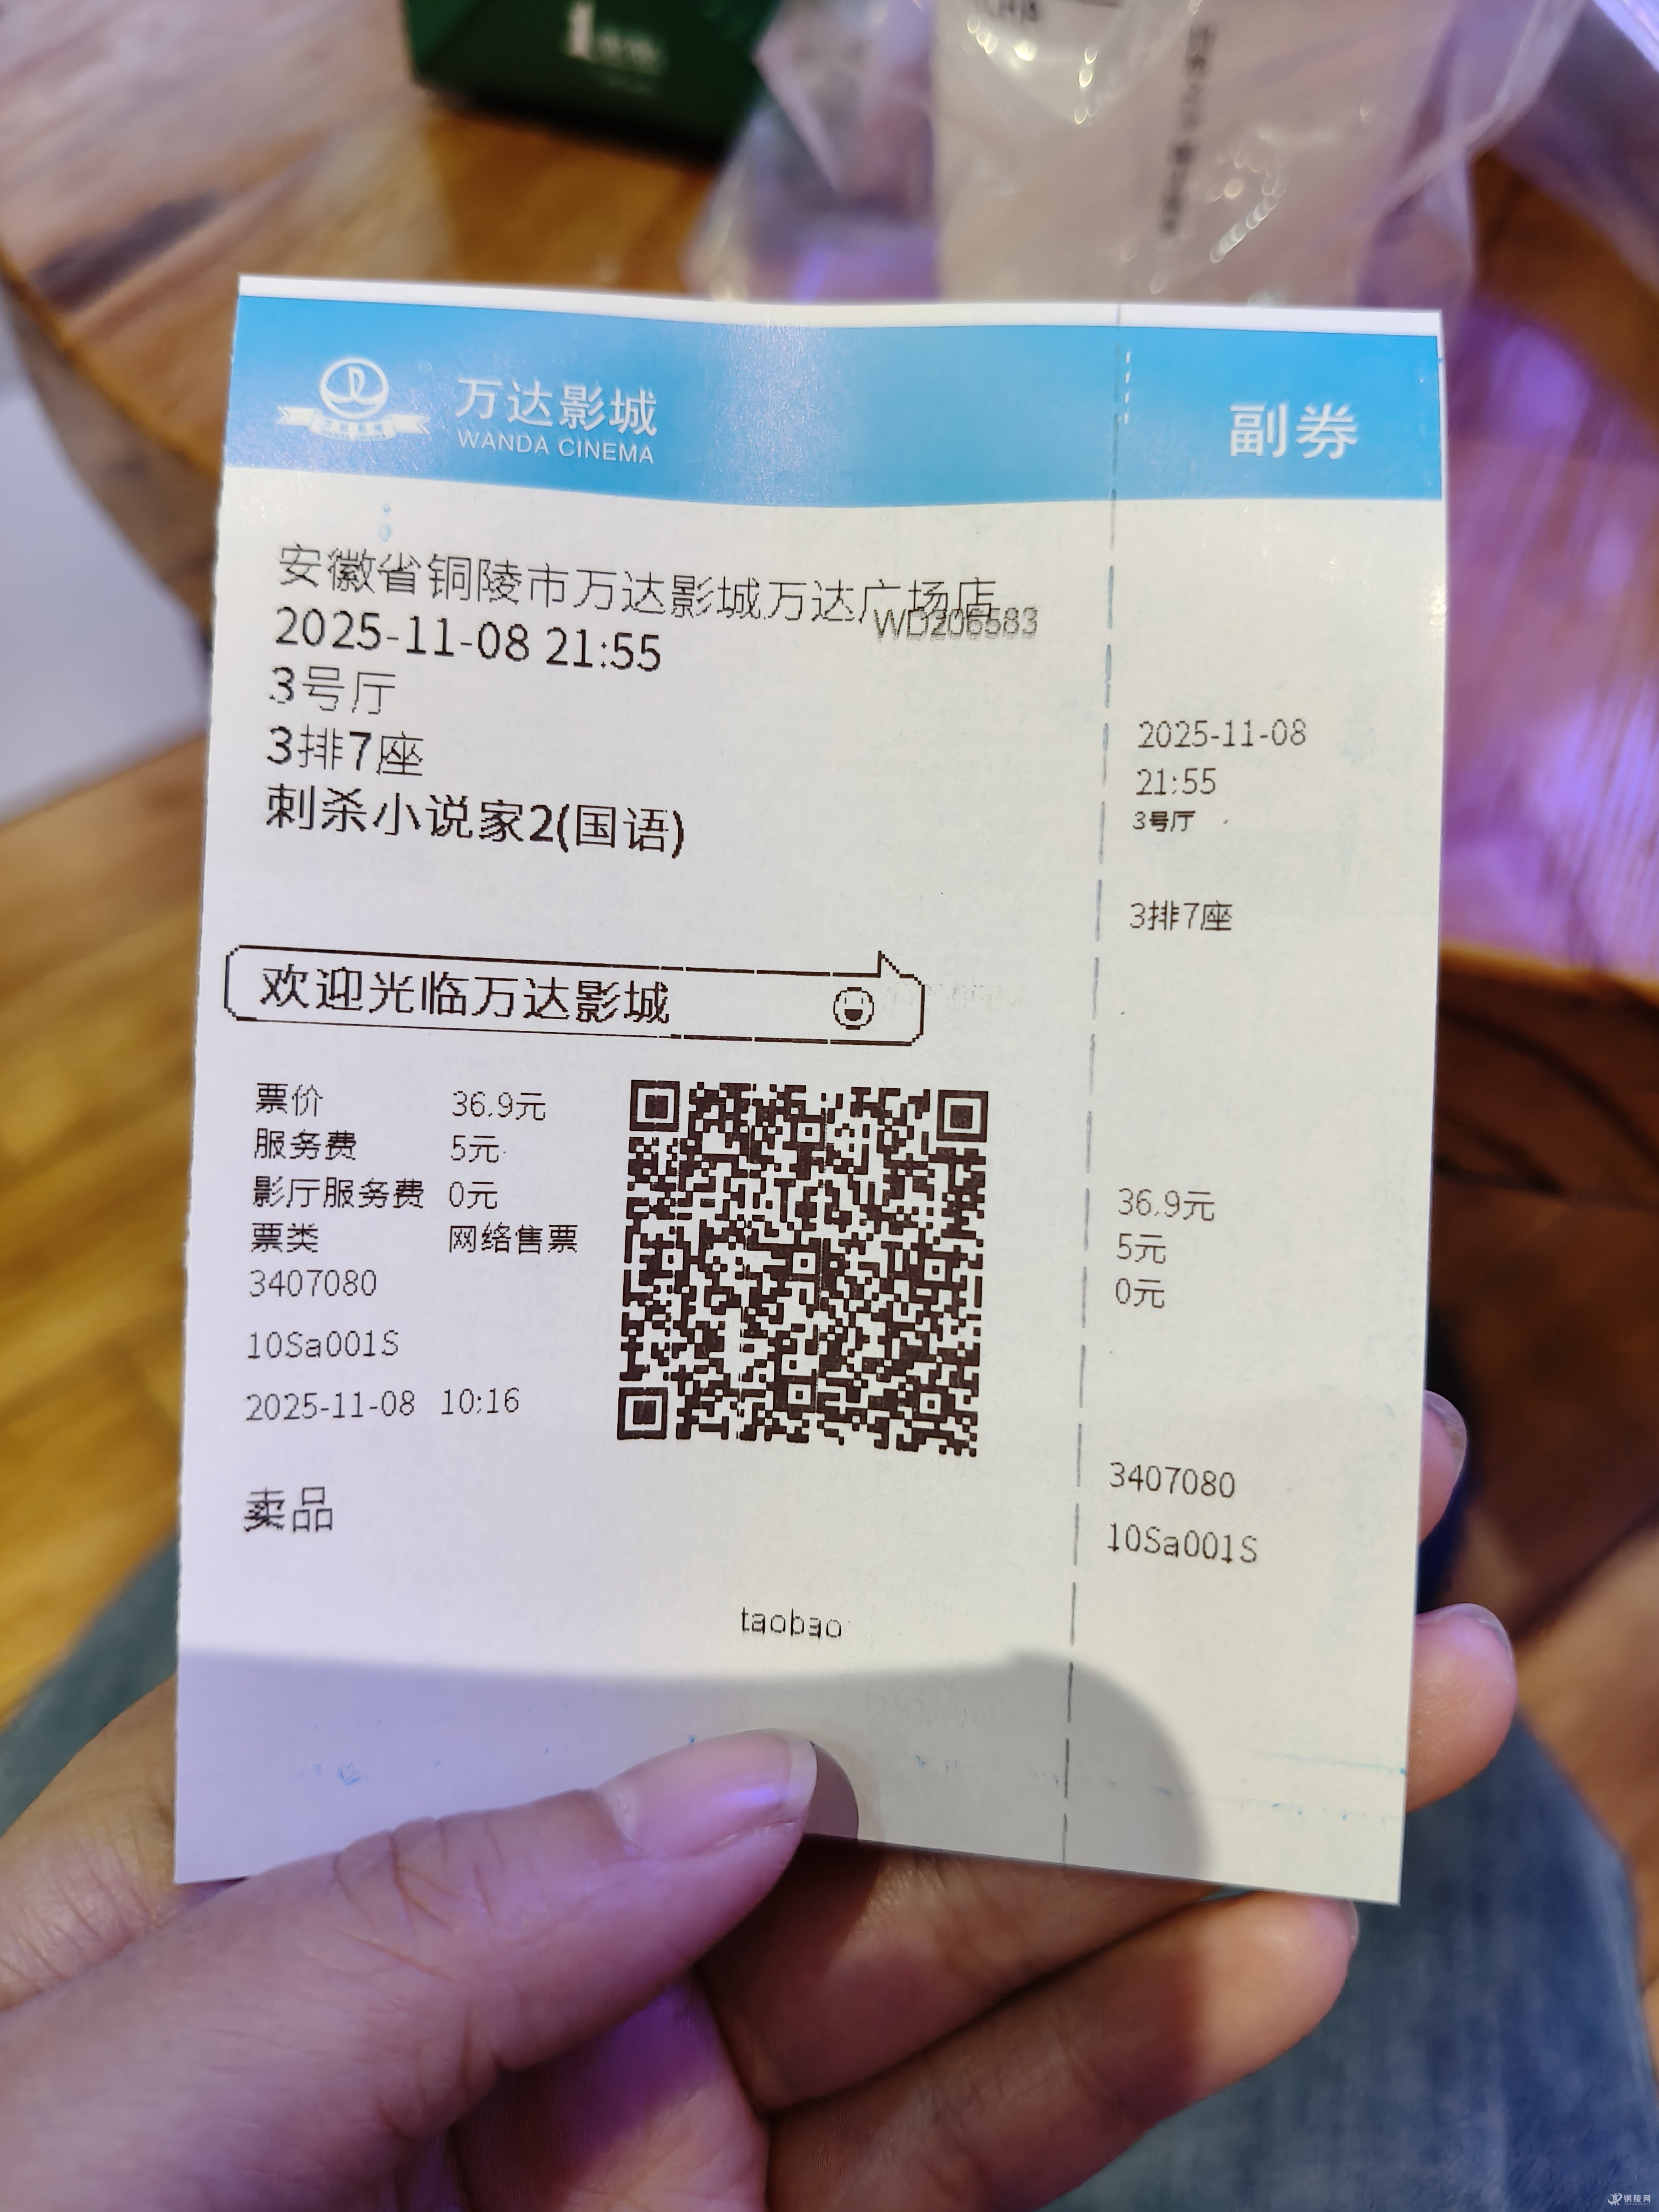 万达影城
WANDA CINEMA
副券
安徽省铜陵市万达影城万达广场店
WD206583
2025-11-08 21:55
3号厅
3排7座
刺杀小说家2(国语)
欢迎光临万达影城
票价 36.9元
服务费 5元
影厅服务费 0元
票类 网络售票
3407080
10Sa001S
2025-11-08 10:16
卖品
taobao
2025-11-08
21:55
3号厅
3排7座
36.9元
5元
0元
3407080
10Sa001S
铜陵网